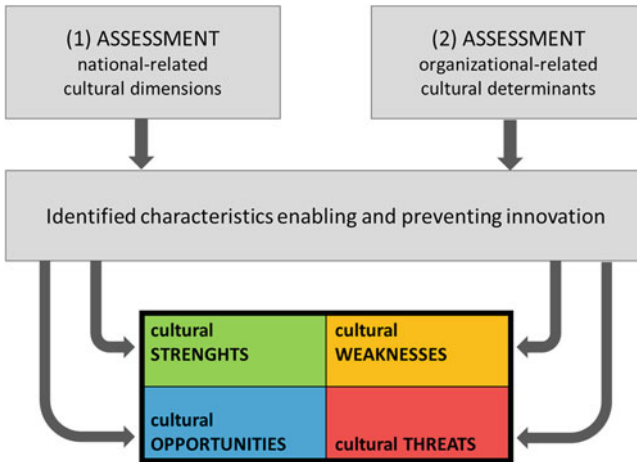 (1) ASSESSMENT
national-related
cultural dimensions
(2) ASSESSMENT
organizational-related
cultural determinants
Identified characteristics enabling and preventing innovation
cultural
STRENGHTS
cultural
WEAKNESSES
cultural
OPPORTUNITIES
cultural THREATS